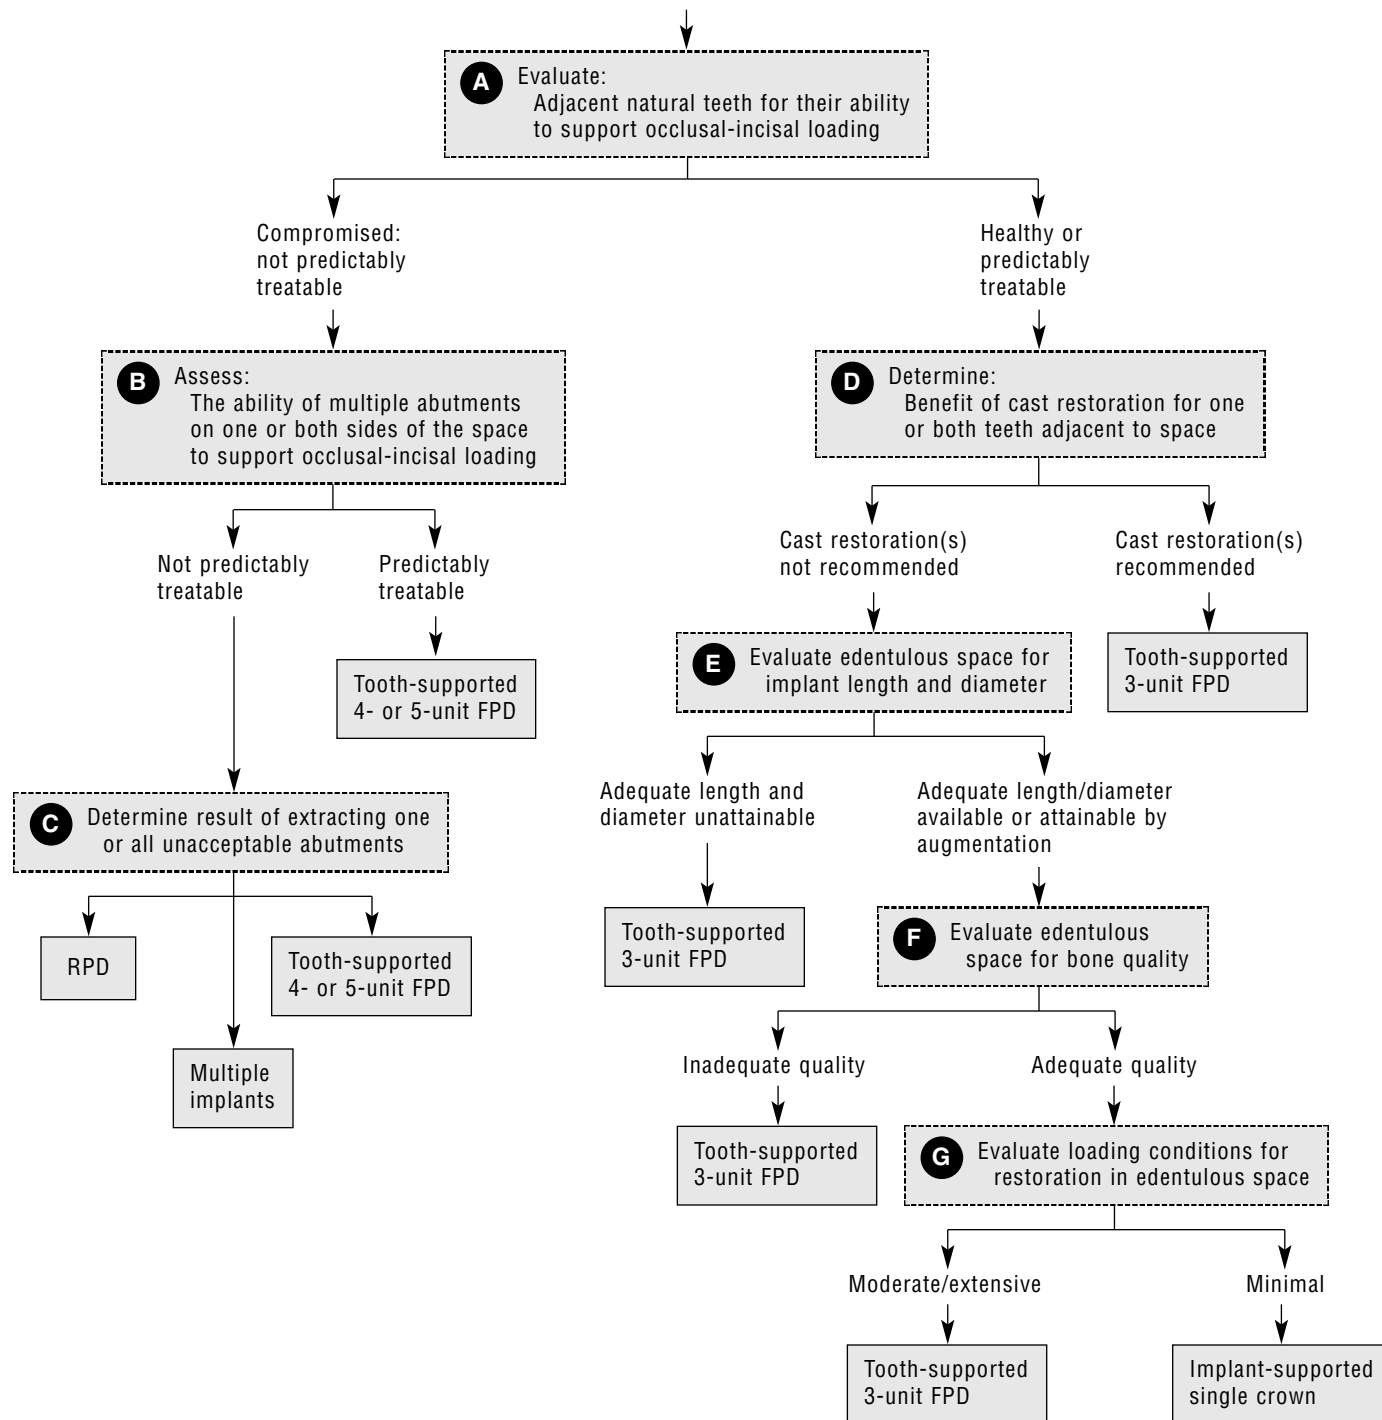 A
Evaluate:
Adjacent natural teeth for their ability
to support occlusal-incisal loading
Compromised:
not predictably
treatable
Healthy or
predictably
treatable
B
Assess:
The ability of multiple abutments
on one or both sides of the space
to support occlusal-incisal loading
D
Determine:
Benefit of cast restoration for one
or both teeth adjacent to space
Not predictably
treatable
Predictably
treatable
Cast restoration(s)
not recommended
Cast restoration(s)
recommended
Tooth-supported
4- or 5-unit FPD
E
Evaluate edentulous space for
implant length and diameter
Tooth-supported
3-unit FPD
C
Determine result of extracting one
or all unacceptable abutments
Adequate length and
diameter unattainable
Adequate length/diameter
available or attainable by
augmentation
RPD
Multiple
implants
Tooth-supported
4- or 5-unit FPD
Tooth-supported
3-unit FPD
F
Evaluate edentulous
space for bone quality
Inadequate quality
Adequate quality
Tooth-supported
3-unit FPD
G
Evaluate loading conditions for
restoration in edentulous space
Moderate/extensive
Minimal
Tooth-supported
3-unit FPD
Implant-supported
single crown